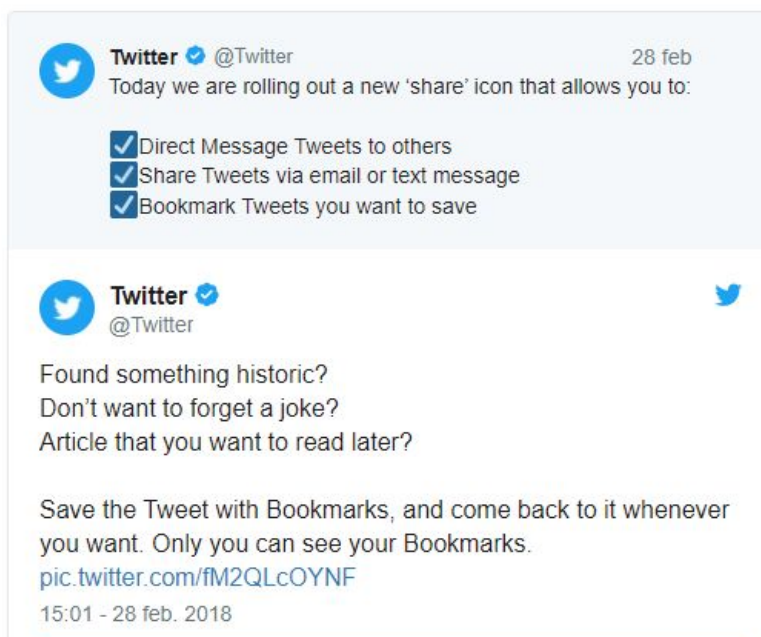 Twitter @Twitter 28 feb
Today we are rolling out a new ‘share’ icon that allows you to:
Direct Message Tweets to others
Share Tweets via email or text message
Bookmark Tweets you want to save
Twitter
@Twitter
Found something historic?
Don’t want to forget a joke?
Article that you want to read later?
Save the Tweet with Bookmarks, and come back to it whenever
you want. Only you can see your Bookmarks.
pic.twitter.com/fM2QLcOYNF
15:01 - 28 feb. 2018